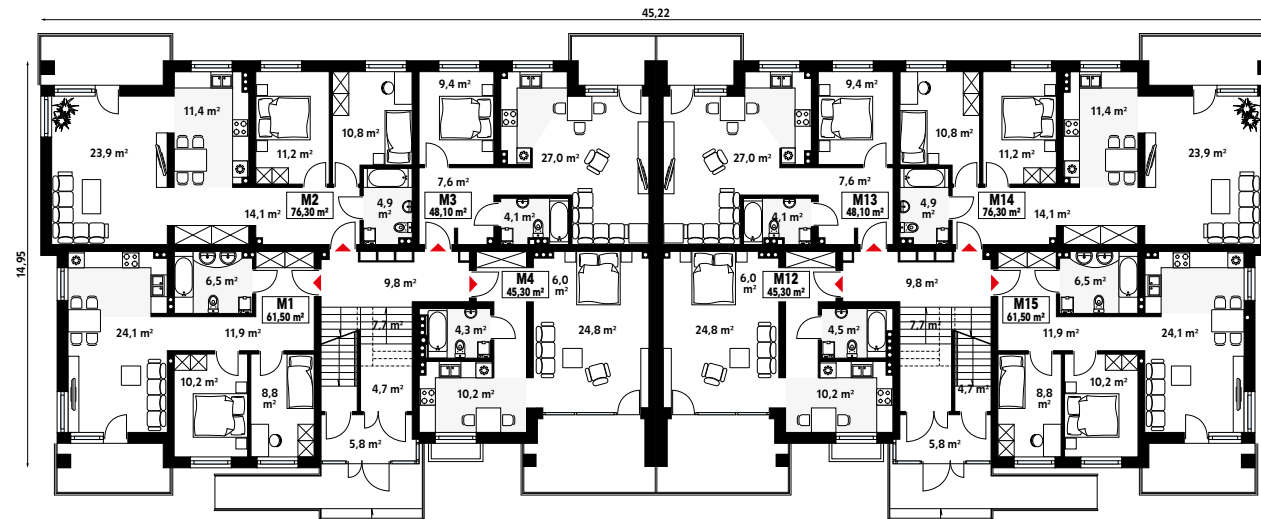 45,22
14,95
9,4 m²
9,4 m²
11,4 m²
10,8 m²
10,8 m²
11,4 m²
23,9 m²
11,2 m²
27,0 m²
27,0 m²
11,2 m²
23,9 m²
7,6 m²
7,6 m²
M2
76,30 m²
M3
48,10 m²
M13
48,10 m²
M14
76,30 m²
14,1 m²
4,9
m²
4,1 m²
4,1 m²
4,9
m²
14,1 m²
6,5 m²
M1
61,50 m²
9,8 m²
M4
45,30 m²
6,0
m²
6,0
m²
M12
45,30 m²
9,8 m²
M15
61,50 m²
6,5 m²
24,1 m²
11,9 m²
7,7 m²
4,3 m²
24,8 m²
24,8 m²
4,5 m²
7,7 m²
11,9 m²
24,1 m²
10,2 m²
8,8
m²
4,7 m²
10,2 m²
10,2 m²
4,7 m²
8,8
m²
10,2 m²
5,8 m²
5,8 m²